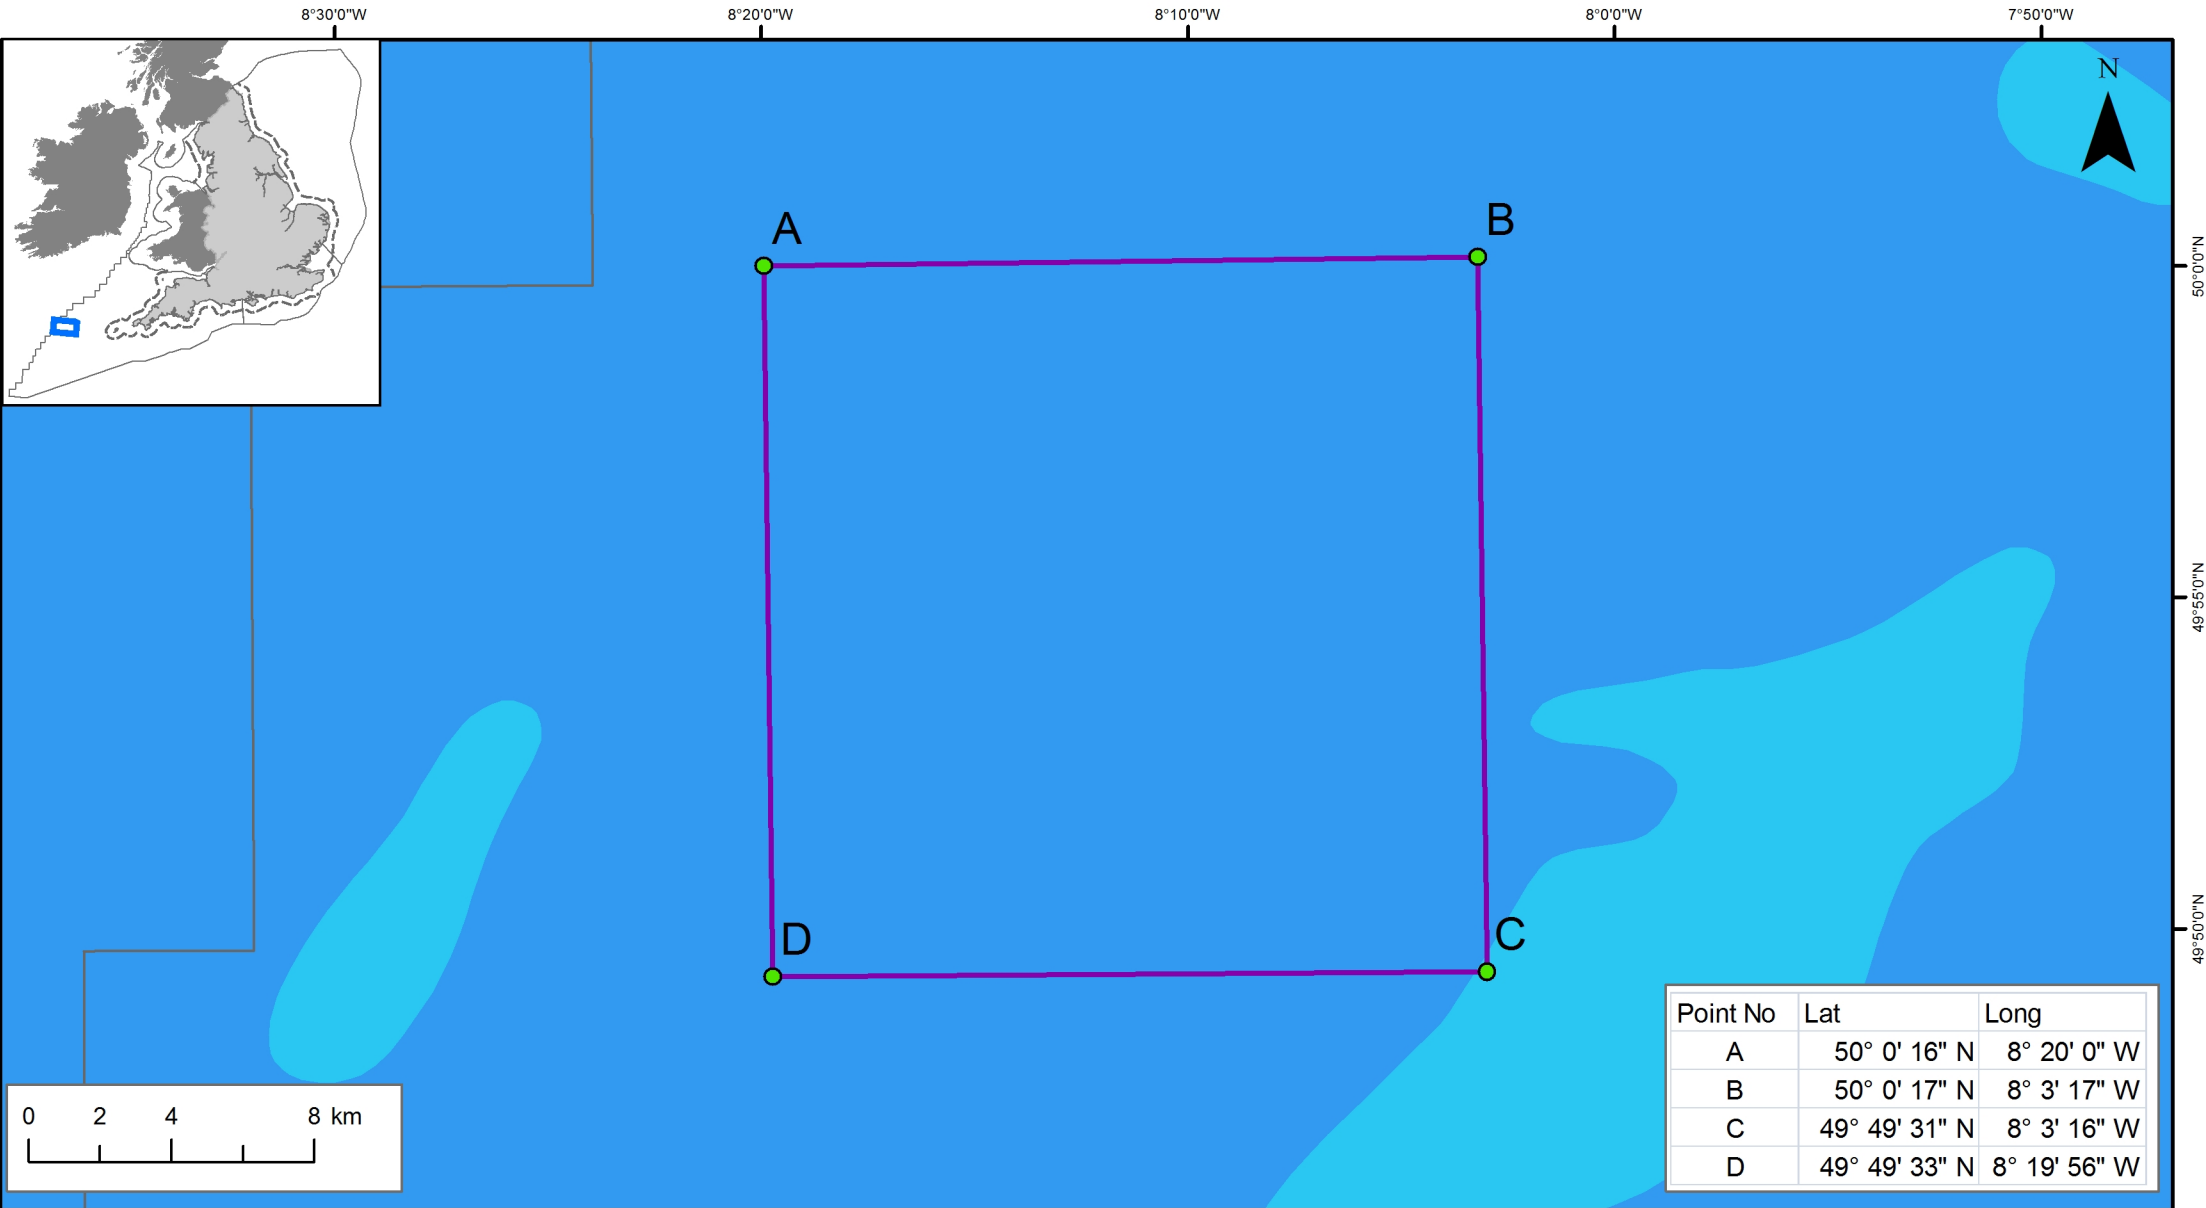 8°30'0"W 8°20'0"W 8°10'0"W 8°0'0"W 7°50'0"W
N
A
B
50°0'0"N
49°55'0"N
D
C
49°50'0"N
Point No Lat Long
A 50° 0' 16" N 8° 20' 0" W
B 50° 0' 17" N 8° 3' 17" W
C 49° 49' 31" N 8° 3' 16" W
D 49° 49' 33" N 8° 19' 56" W
0 2 4 8 km